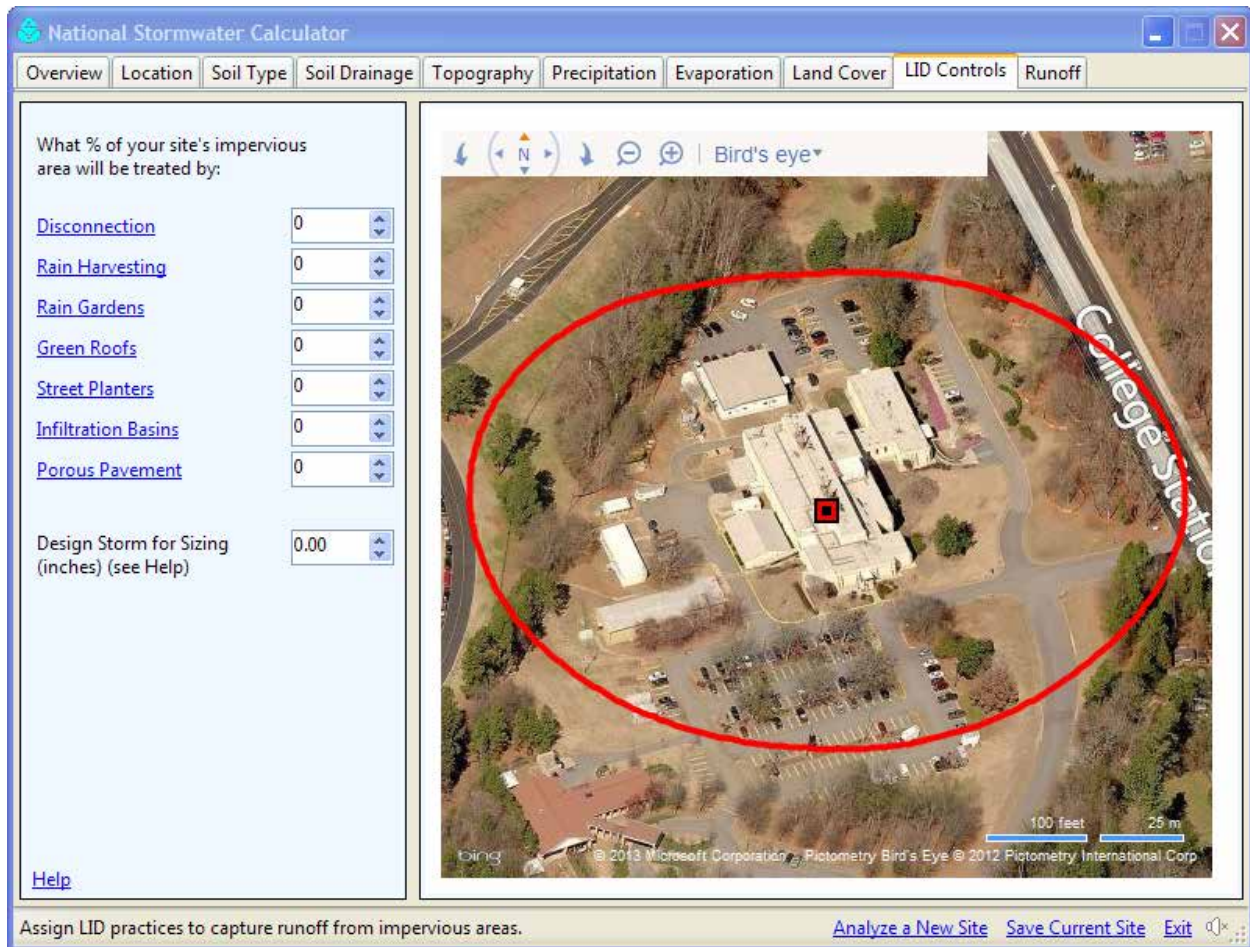 National Stormwater Calculator
Overview Location Soil Type Soil Drainage Topography Precipitation Evaporation Land Cover LID Controls Runoff
What % of your site's impervious
area will be treated by:
Disconnection 0
Rain Harvesting 0
Rain Gardens 0
Green Roofs 0
Street Planters 0
Infiltration Basins 0
Porous Pavement 0
Design Storm for Sizing 0.00
(inches) (see Help)
Help
N Bird's eye
College Statio
100 feet 25 m
bing © 2013 Microsoft Corporation Pictometry Bird's Eye © 2012 Pictometry International Corp
Assign LID practices to capture runoff from impervious areas. Analyze a New Site Save Current Site Exit